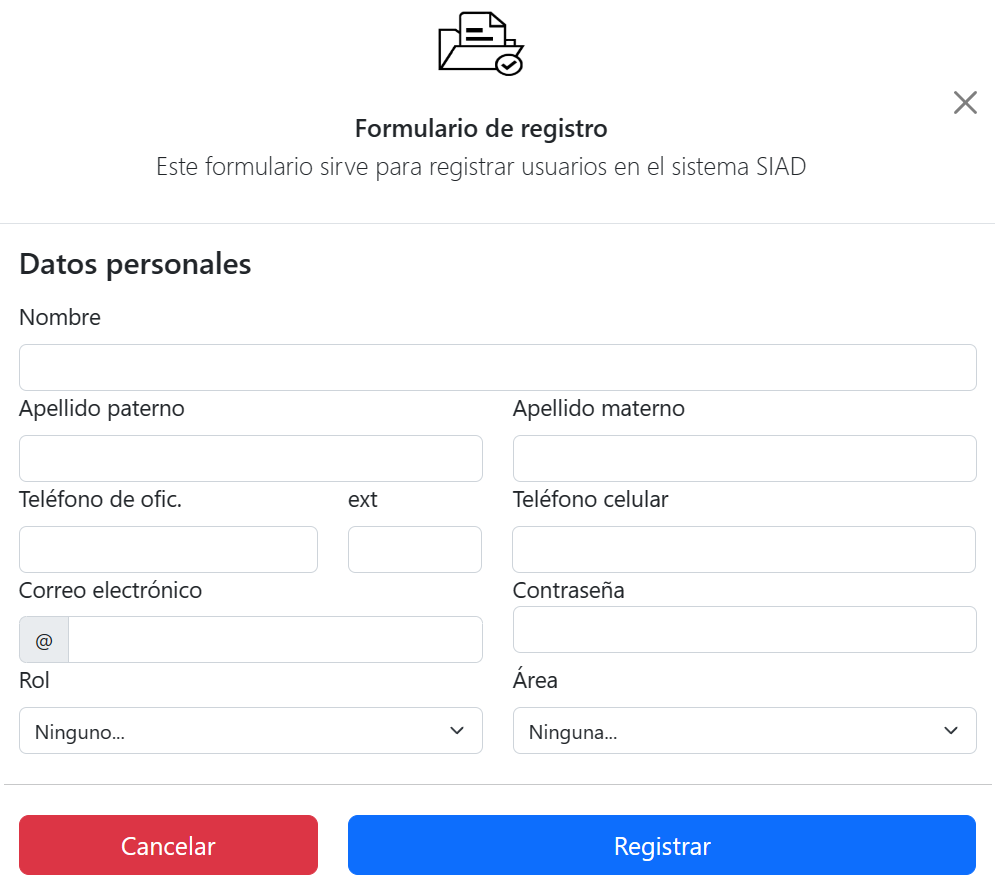 Formulario de registro
Este formulario sirve para registrar usuarios en el sistema SIAD
Datos personales
Nombre
Apellido paterno
Apellido materno
Teléfono de ofic.
ext
Teléfono celular
Correo electrónico
Contraseña
@
Rol
Área
Ninguno...
Ninguna...
Cancelar
Registrar